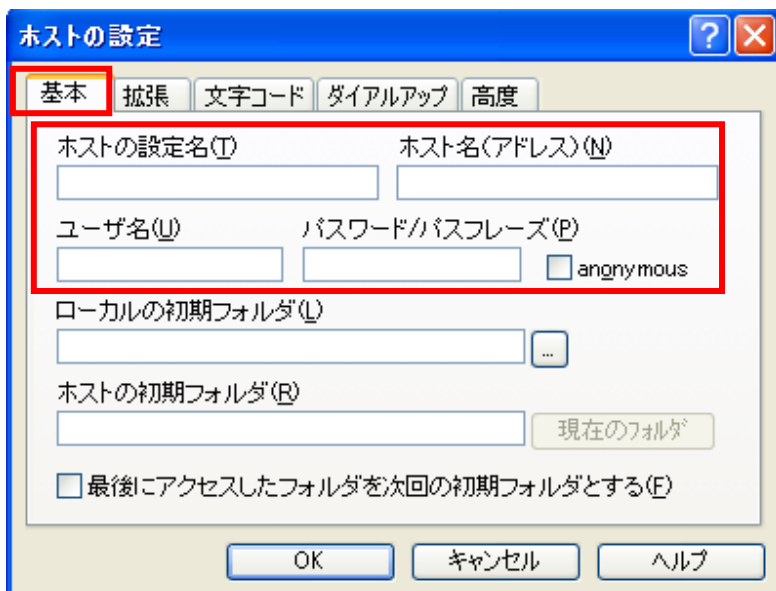 ホストの設定
基本 拡張 文字コード ダイアルアップ 高度
ホストの設定名(T) ホスト名(アドレス)(N)
ユーザ名(U) パスワード/パスフレーズ(P)
anonymous
ローカルの初期フォルダ(L)
...
ホストの初期フォルダ(R)
現在のフォルダ
最後にアクセスしたフォルダを次回の初期フォルダとする(F)
OK キャンセル ヘルプ